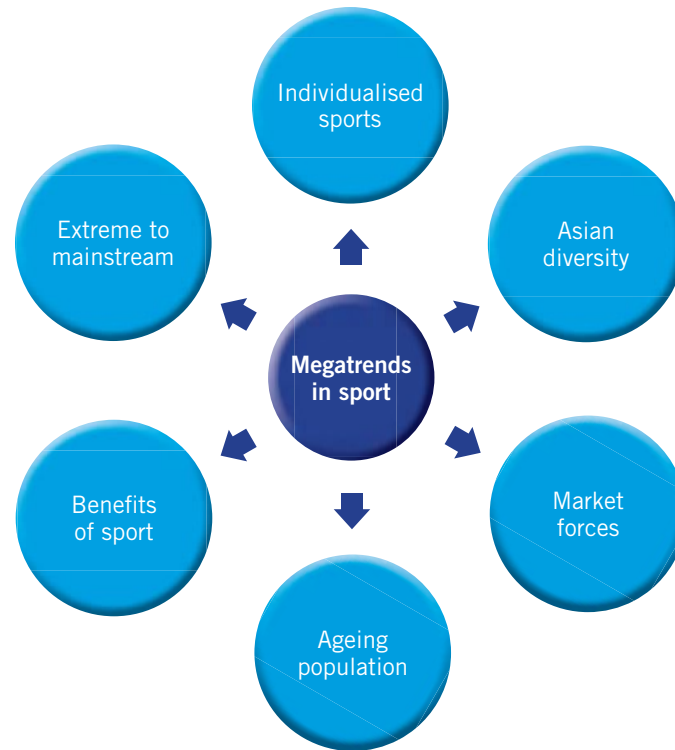 Individualised
sports
Extreme to
mainstream
Asian
diversity
Megatrends
in sport
Benefits
of sport
Market
forces
Ageing
population